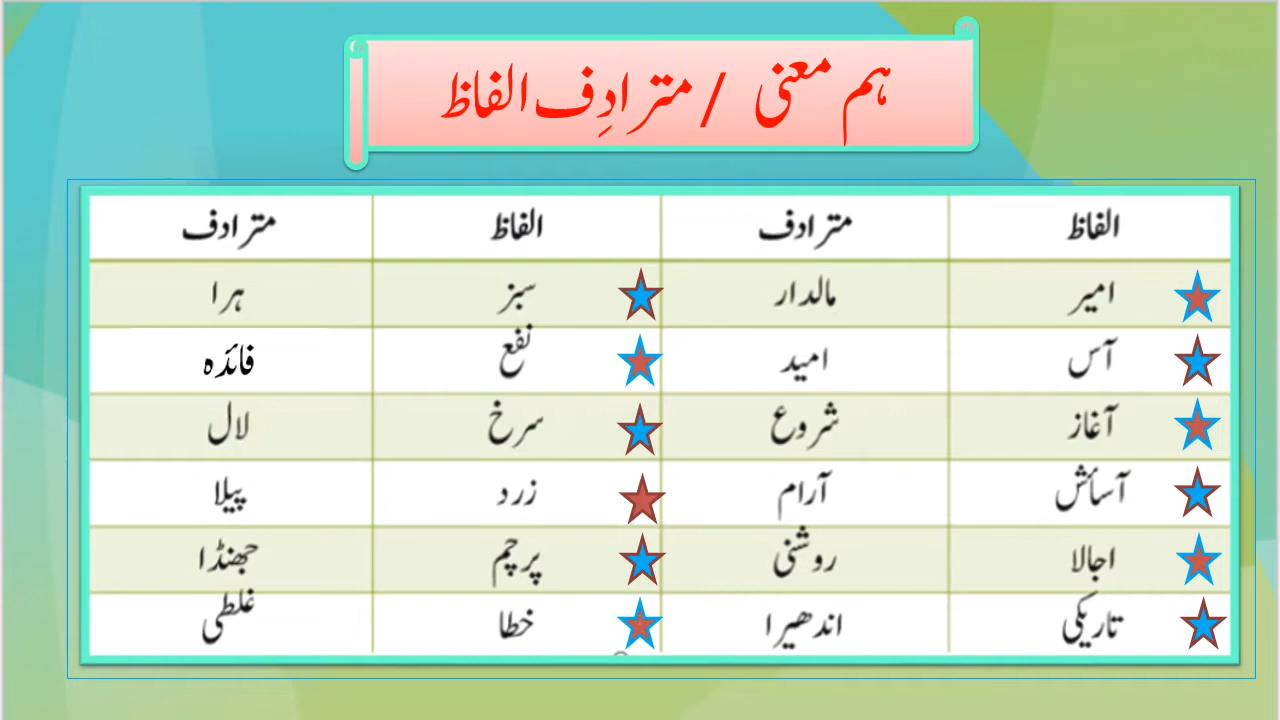 ہم معنی / مترادِف الفاظ
الفاظ مترادف الفاظ مترادف
امیر مالدار سبز ہرا
آس امید نفع فائدہ
آغاز شروع سرخ لال
آسائش آرام زرد پیلا
اجالا روشنی پرچم جھنڈا
تاریکی اندھیرا خطا غلطی